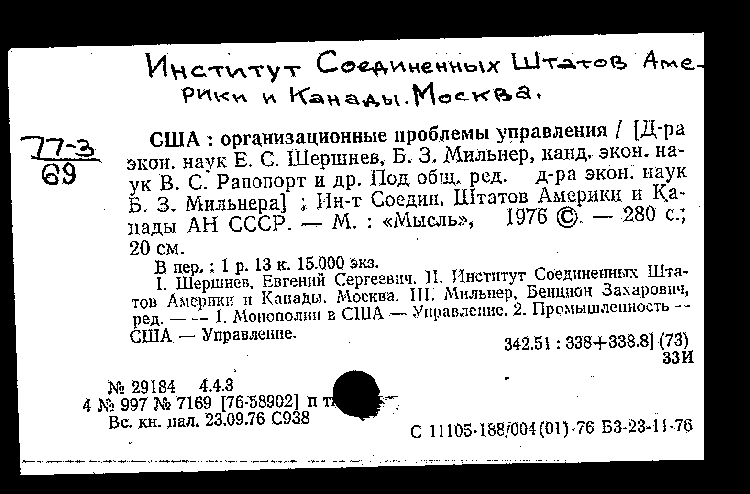 Институт Соединенных Штатов Аме-
рики и Канады. Москва.
77-3
69
США : организационные проблемы управления / [Д-ра
экон. наук Е. С. Шершнев, Б. З. Мильнер, канд. экон. на-
ук В. С. Рапопорт и др. Под общ. ред. д-ра экон. наук
Б. З. Мильнера] ; Ин-т Соедин. Штатов Америки и Ка-
нады АН СССР. — М. : «Мысль», 1976 ©. — 280 с.;
20 см.
В пер. : 1 р. 13 к. 15.000 экз.
I. Шершнев, Евгений Сергеевич. II. Институт Соединенных Шта-
тов Америки и Канады. Москва. III. Мильнер, Бенцион Захарович,
ред. — — 1. Монополии в США — Управление. 2. Промышленность —
США — Управление.
342.51 : 338+338.8] (73)
33И
№ 29184 4.4.3
4 № 997 № 7169 [76-58902] п
Вс. кн. пал. 23.09.76 С938
С 11105-188/004(01)-76 БЗ-23-11-76